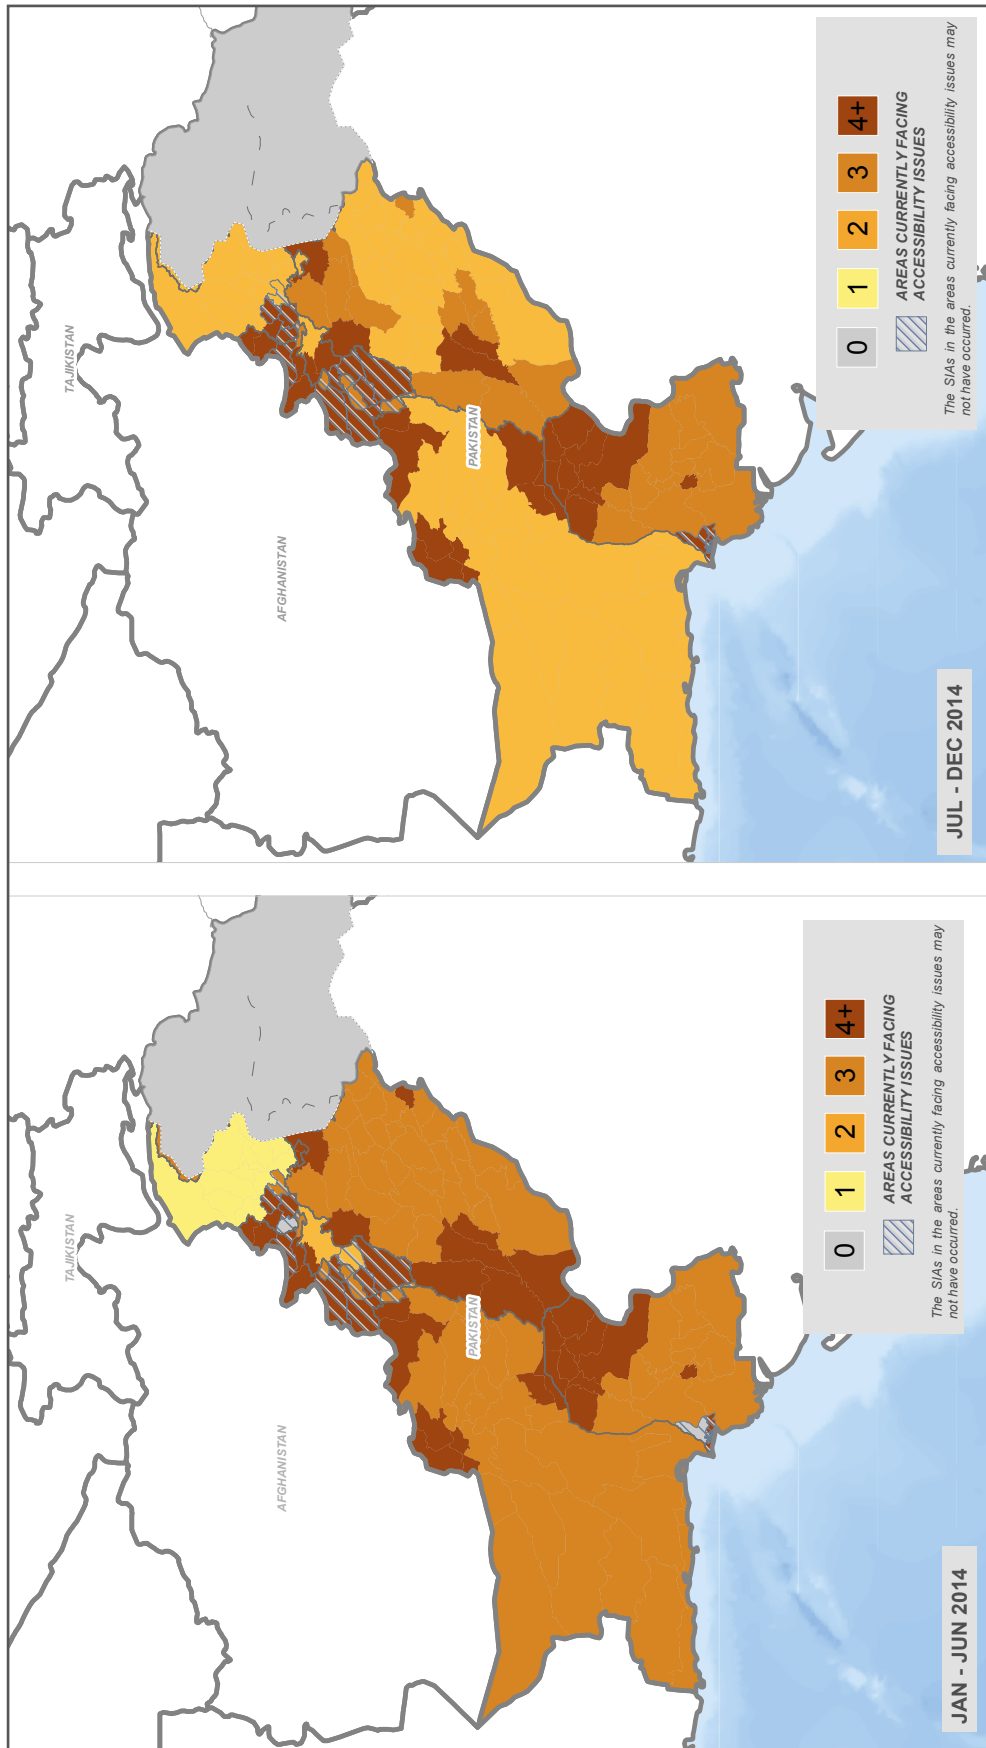 TAJIKISTAN
AFGHANISTAN
PAKISTAN
0 1 2 3 4+
AREAS CURRENTLY FACING
ACCESSIBILITY ISSUES
The SIAs in the areas currently facing accessibility issues may
not have occurred.
JAN - JUN 2014
TAJIKISTAN
AFGHANISTAN
PAKISTAN
0 1 2 3 4+
AREAS CURRENTLY FACING
ACCESSIBILITY ISSUES
The SIAs in the areas currently facing accessibility issues may
not have occurred.
JUL - DEC 2014